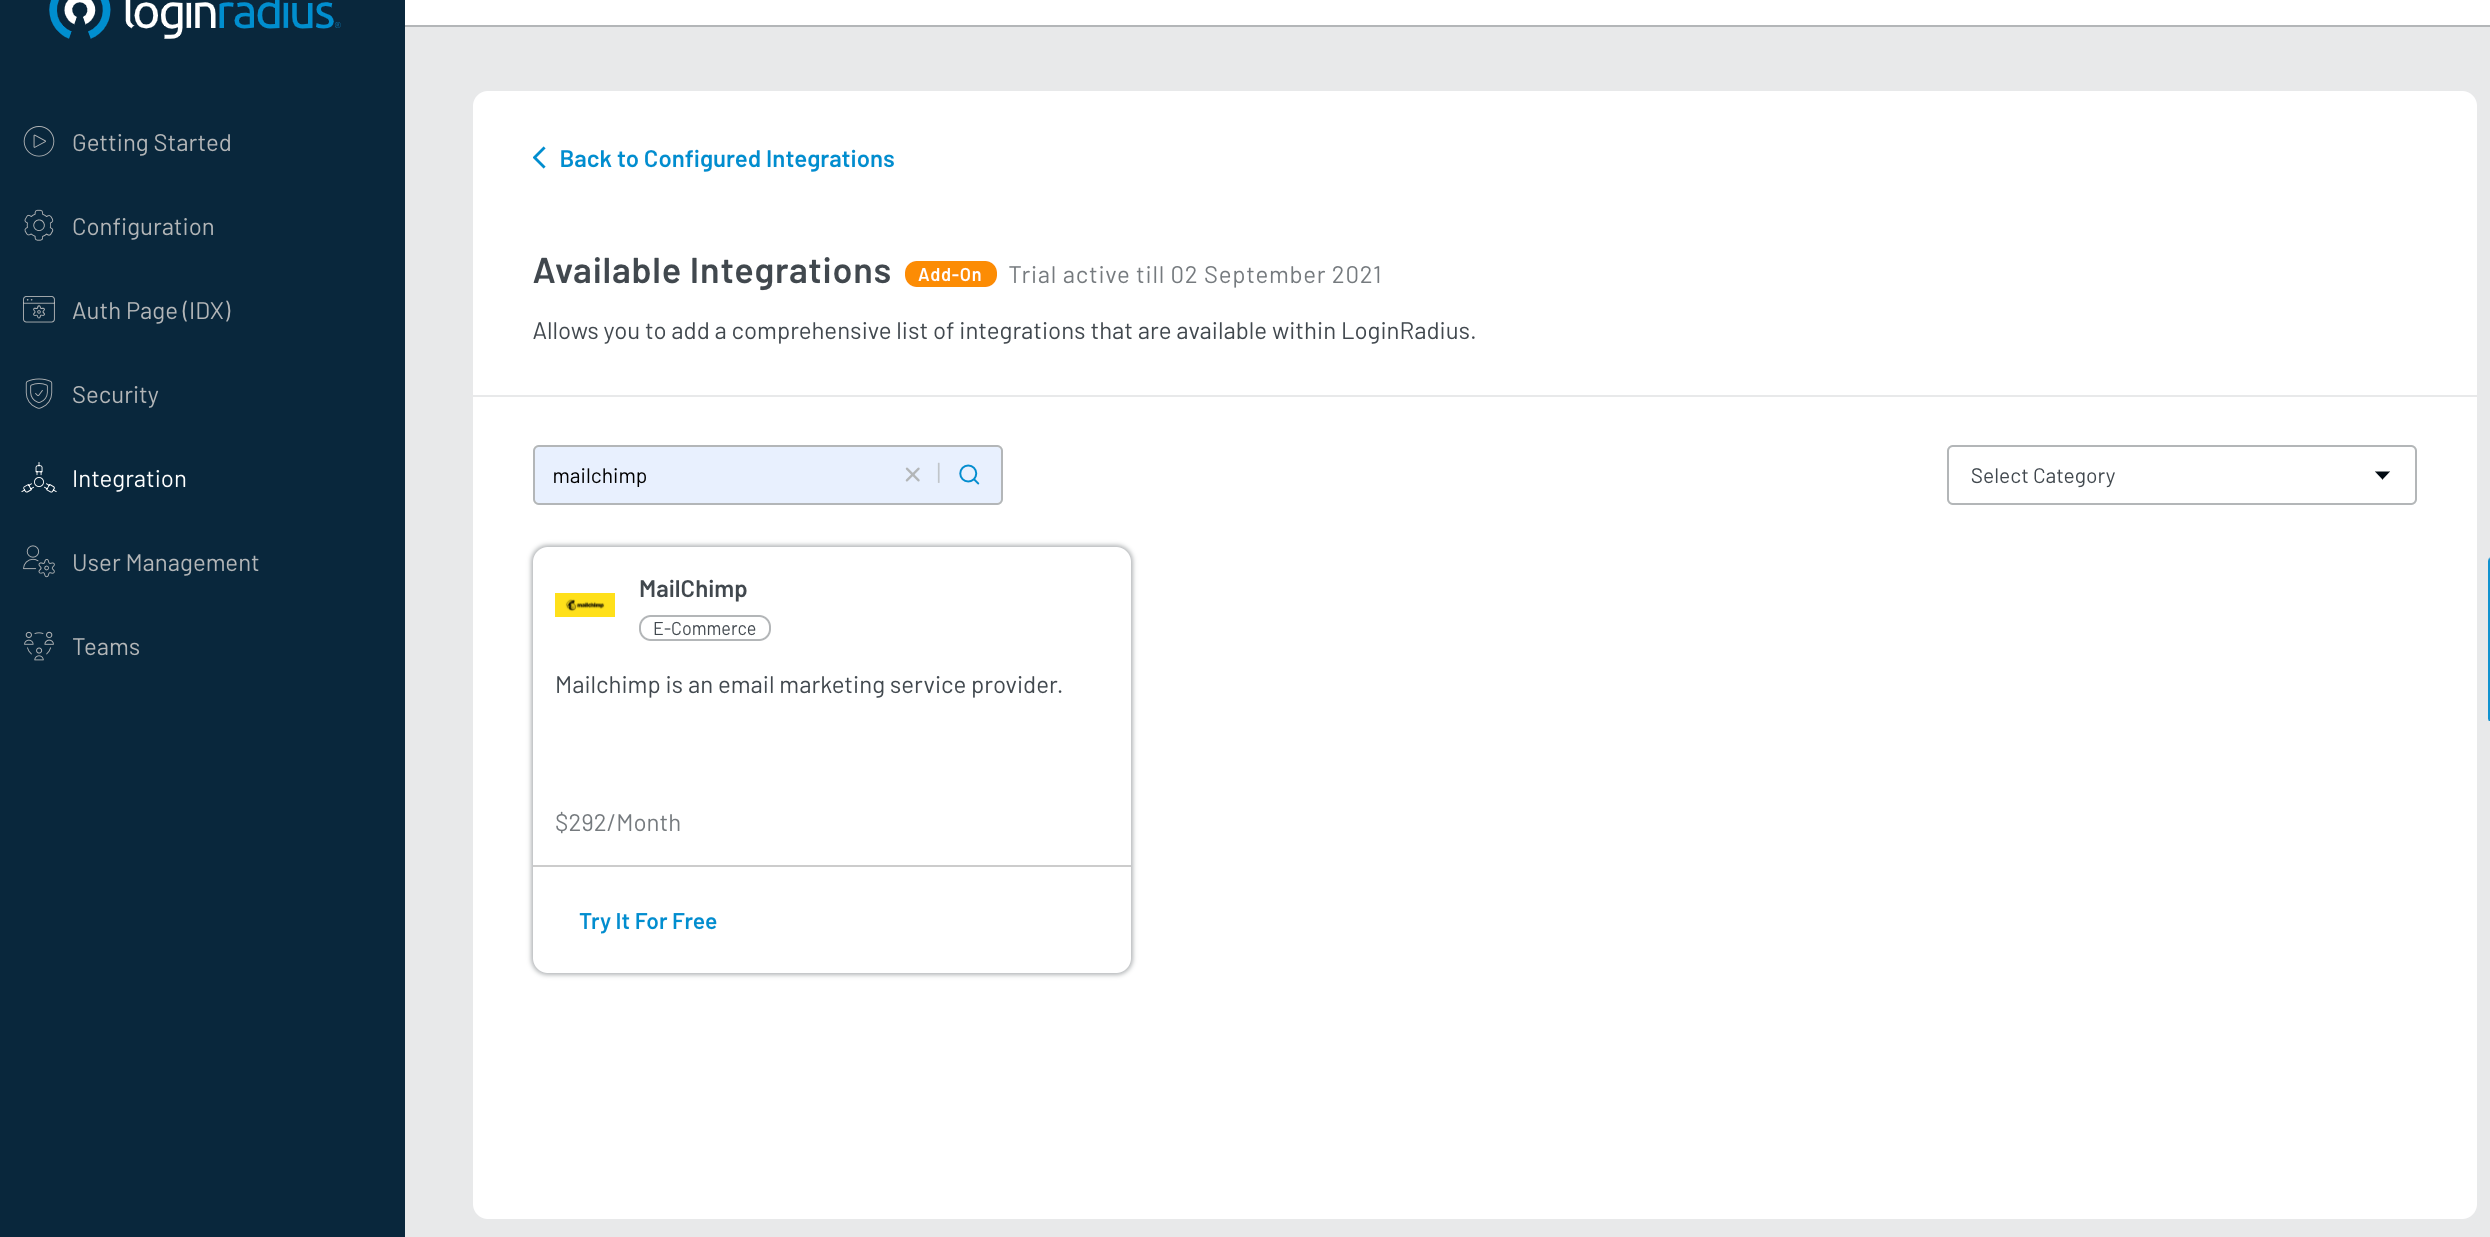 loginradius
Getting Started
Configuration
Auth Page (IDX)
Security
Integration
User Management
Teams
Back to Configured Integrations
Available Integrations Add-On Trial active till 02 September 2021
Allows you to add a comprehensive list of integrations that are available within LoginRadius.
mailchimp
Select Category
MailChimp
mailchimp
E-Commerce
Mailchimp is an email marketing service provider.
$292/Month
Try It For Free